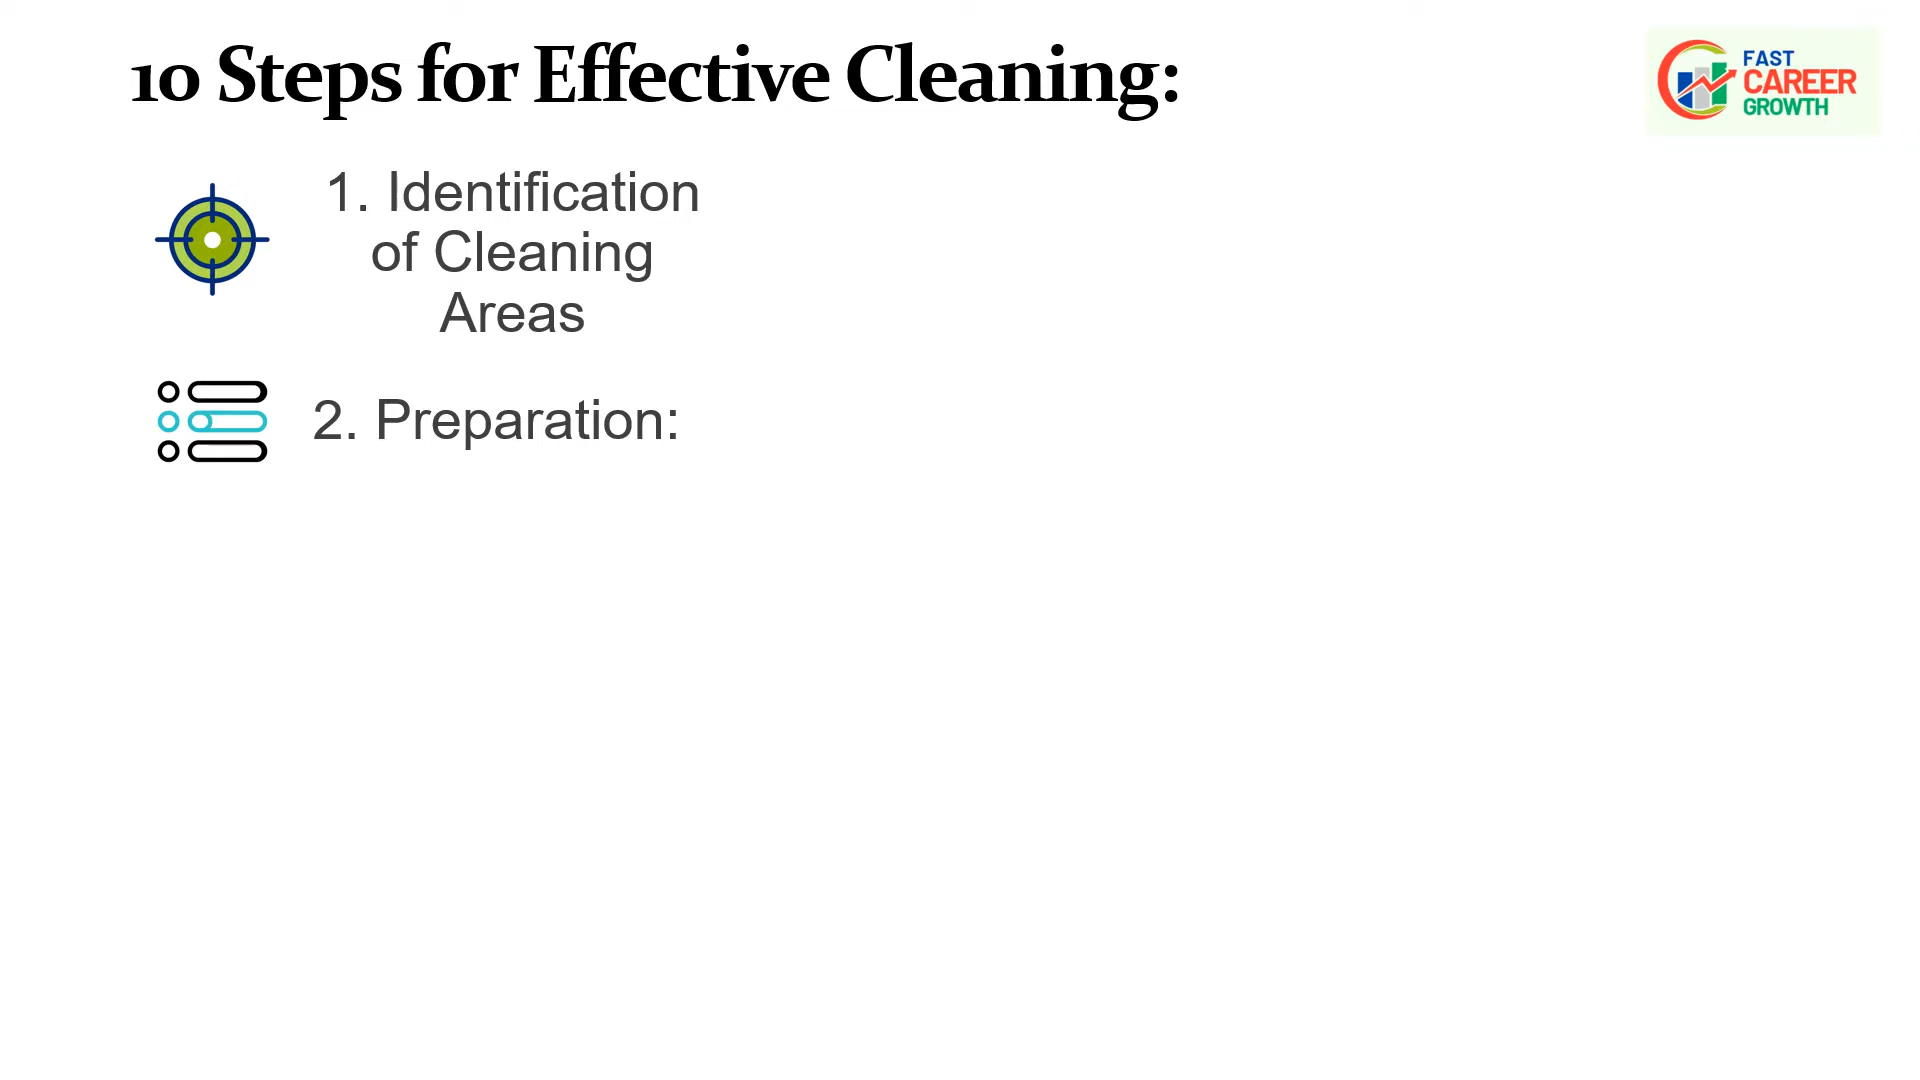 10 Steps for Effective Cleaning:
FAST
CAREER
GROWTH
1. Identification
of Cleaning
Areas
2. Preparation: